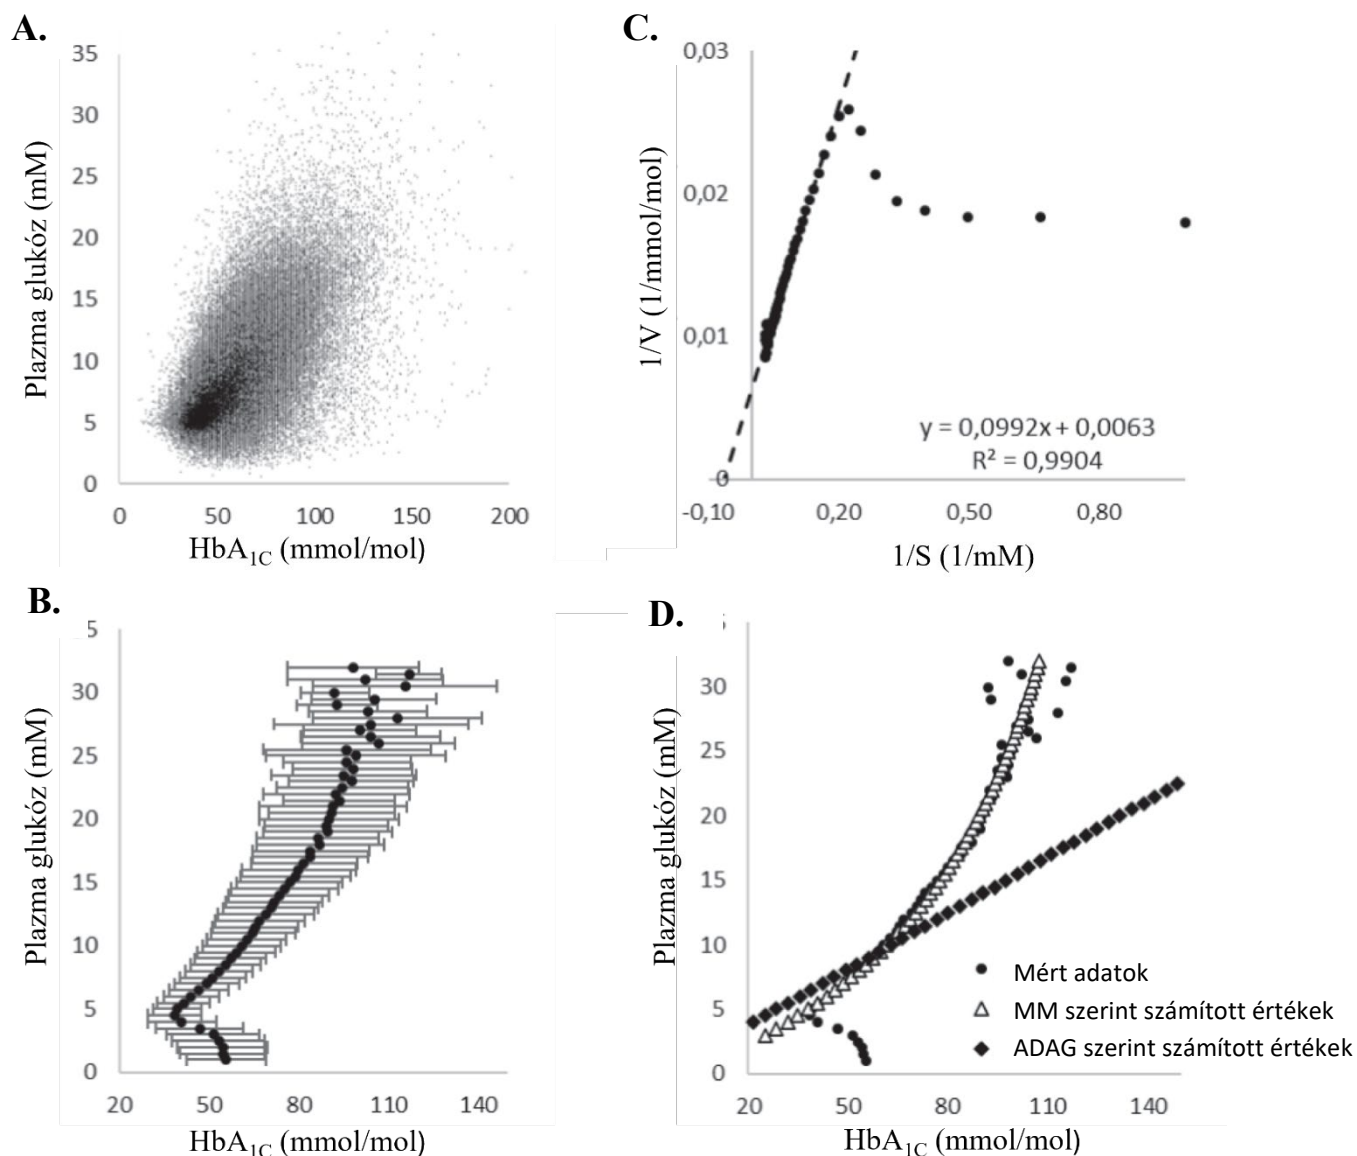 A.
35
30
25
20
15
10
5
0
Plazma glukóz (mM)
0 50 100 150 200
HbA1C (mmol/mol)
C.
0,03
0,02
0,01
0
1/V (1/mmol/mol)
y = 0,0992x + 0,0063
R² = 0,9904
-0,10 0,20 0,50 0,80
1/S (1/mM)
B.
5
30
25
20
15
10
5
0
Plazma glukóz (mM)
20 50 80 110 140
HbA1C (mmol/mol)
D.
30
25
20
15
10
5
0
Plazma glukóz (mM)
Mért adatok
MM szerint számított értékek
ADAG szerint számított értékek
20 50 80 110 140
HbA1C (mmol/mol)